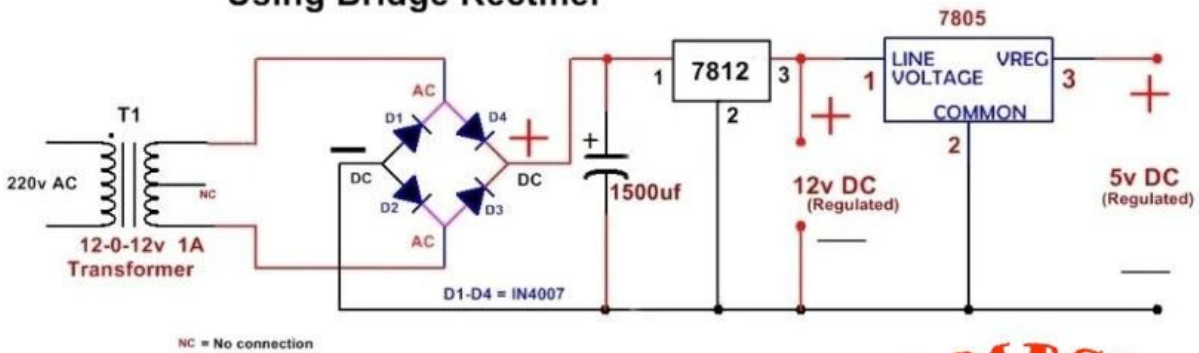 Using Bridge Rectifier
7805
T1
AC
D1
D4
+
1
7812
3
2
+
LINE VREG
VOLTAGE
COMMON
1
3
2
+
220v AC
NC
DC
DC
D2
D3
AC
+
1500uf
12v DC
(Regulated)
5v DC
(Regulated)
12-0-12v 1A
Transformer
D1-D4 = IN4007
NC = No connection